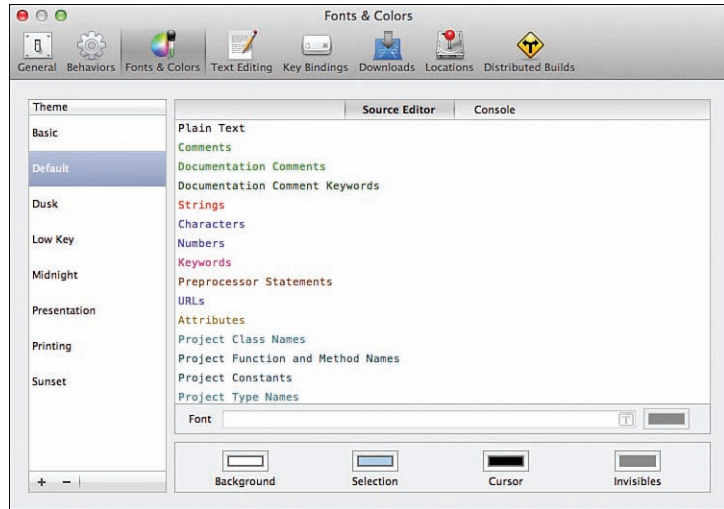 Fonts & Colors
General Behaviors Fonts & Colors Text Editing Key Bindings Downloads Locations Distributed Builds
Theme
Basic
Default
Dusk
Low Key
Midnight
Presentation
Printing
Sunset
+ −
Source Editor Console
Plain Text
Comments
Documentation Comments
Documentation Comment Keywords
Strings
Characters
Numbers
Keywords
Preprocessor Statements
URLs
Attributes
Project Class Names
Project Function and Method Names
Project Constants
Project Type Names
Font T
Background Selection Cursor Invisibles